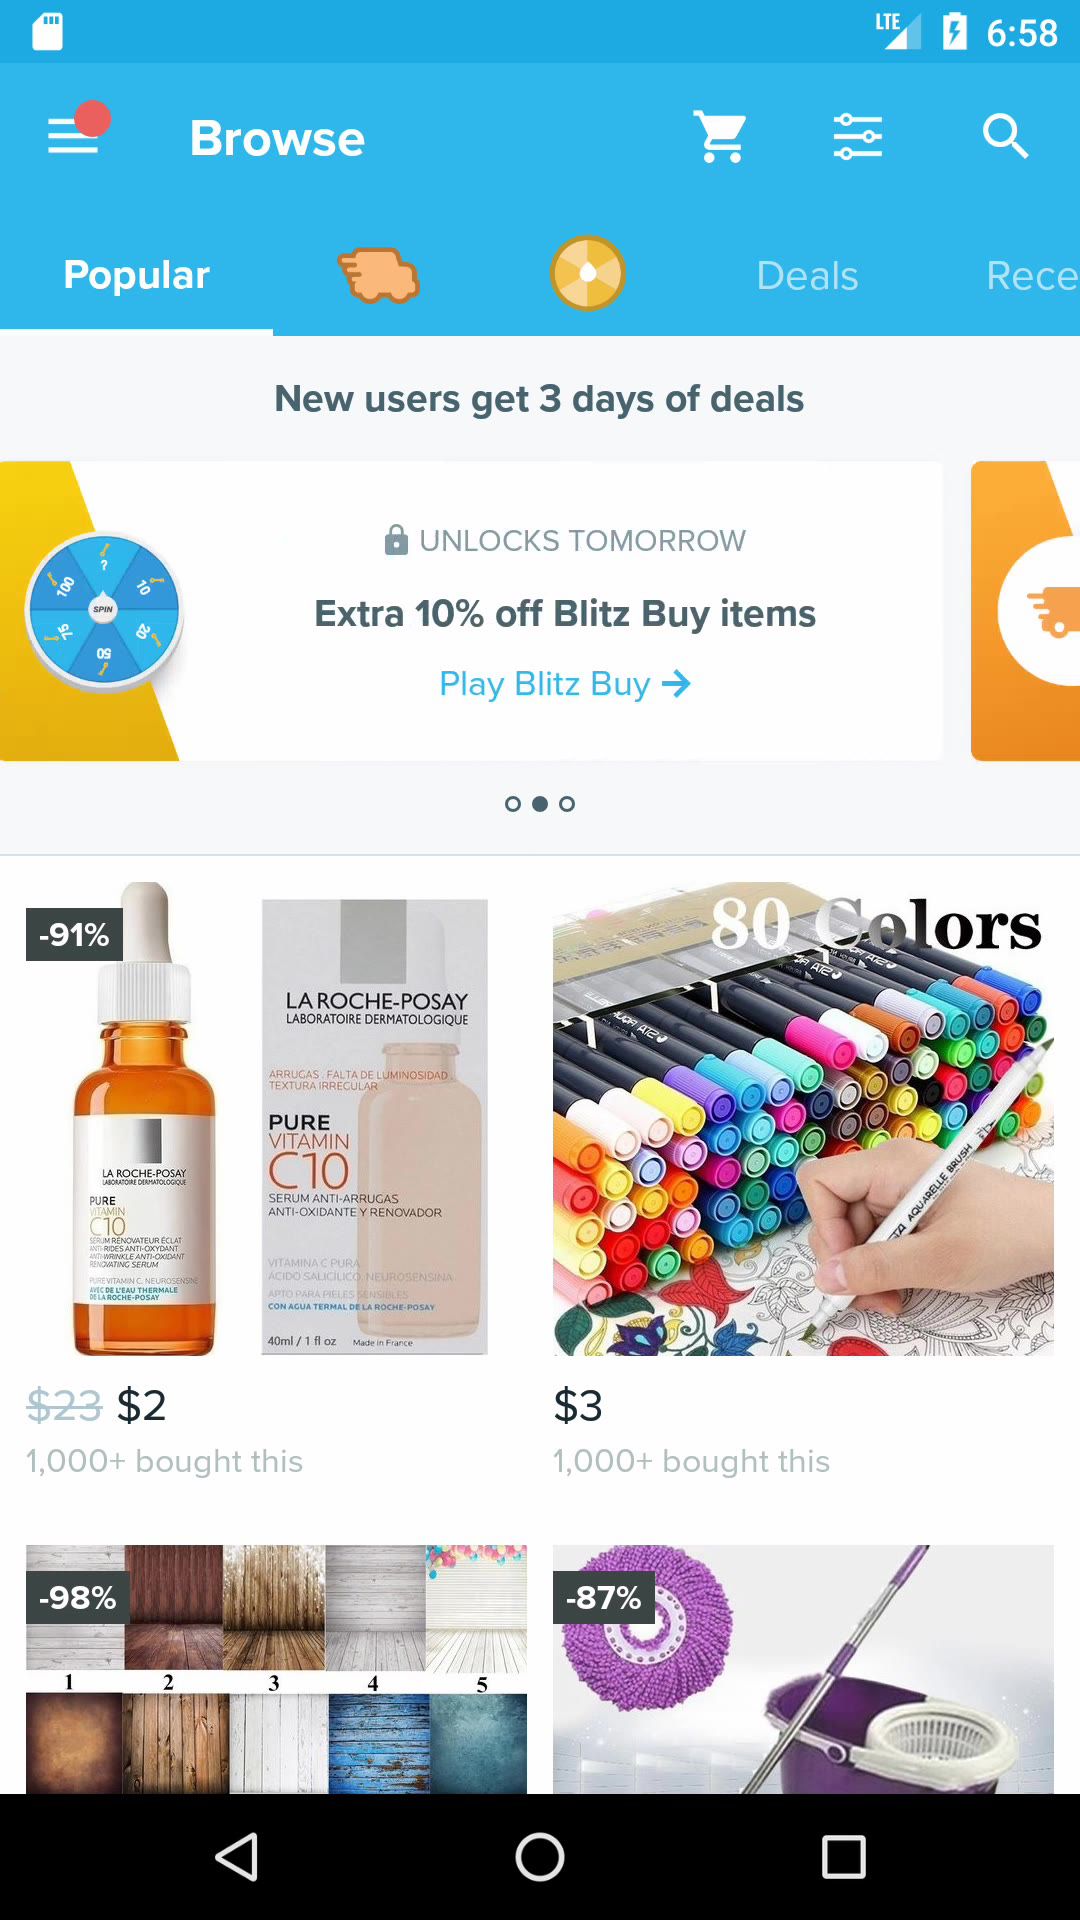 LTE 6:58
Browse
Popular Deals Rece
New users get 3 days of deals
UNLOCKS TOMORROW
Extra 10% off Blitz Buy items
Play Blitz Buy
? 10 20 50 75 100
SPIN
-91%
LA ROCHE-POSAY
LABORATOIRE DERMATOLOGIQUE
ARRUGAS . FALTA DE LUMINOSIDAD
TEXTURA IRREGULAR
PURE
VITAMIN
C10
SERUM ANTI-ARRUGAS
ANTI-OXIDANTE Y RENOVADOR
VITAMINA C PURA
ÁCIDO SALICÍLICO. NEUROSENSINA
APTO PARA PIELES SENSIBLES
CON AGUA TERMAL DE LA ROCHE-POSAY
40ml / 1 fl oz Made in France
LA ROCHE-POSAY
LABORATOIRE DERMATOLOGIQUE
PURE
VITAMIN
C10
SÉRUM RÉNOVATEUR ÉCLAT
ANTI-RIDES ANTI-OXYDANT
ANTI-WRINKLE ANTI-OXIDANT
RENOVATING SERUM
PURE VITAMIN C. NEUROSENSINE
AVEC DE L'EAU THERMALE
DE LA ROCHE-POSAY
80 Colors
AQUARELLE BRUSH
$23 $2
1,000+ bought this
$3
1,000+ bought this
-98%
1 2 3 4 5
-87%